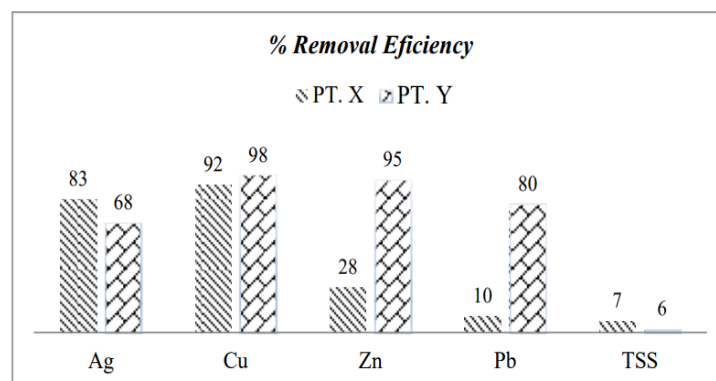 % Removal Eficiency
PT. X PT. Y
83 68 92 98 28 95 10 80 7 6
Ag Cu Zn Pb TSS